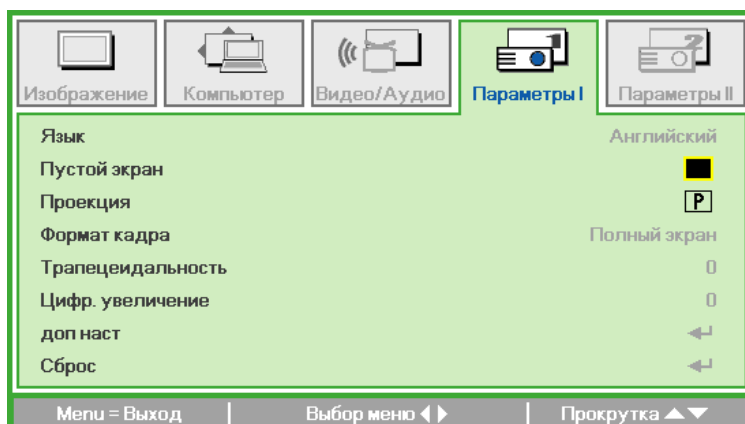 Изображение
Компьютер
Видео/Аудио
Параметры I
Параметры II
Язык Английский
Пустой экран
Проекция P
Формат кадра Полный экран
Трапецеидальность 0
Цифр. увеличение 0
доп наст
Сброс
Menu = Выход Выбор меню Прокрутка